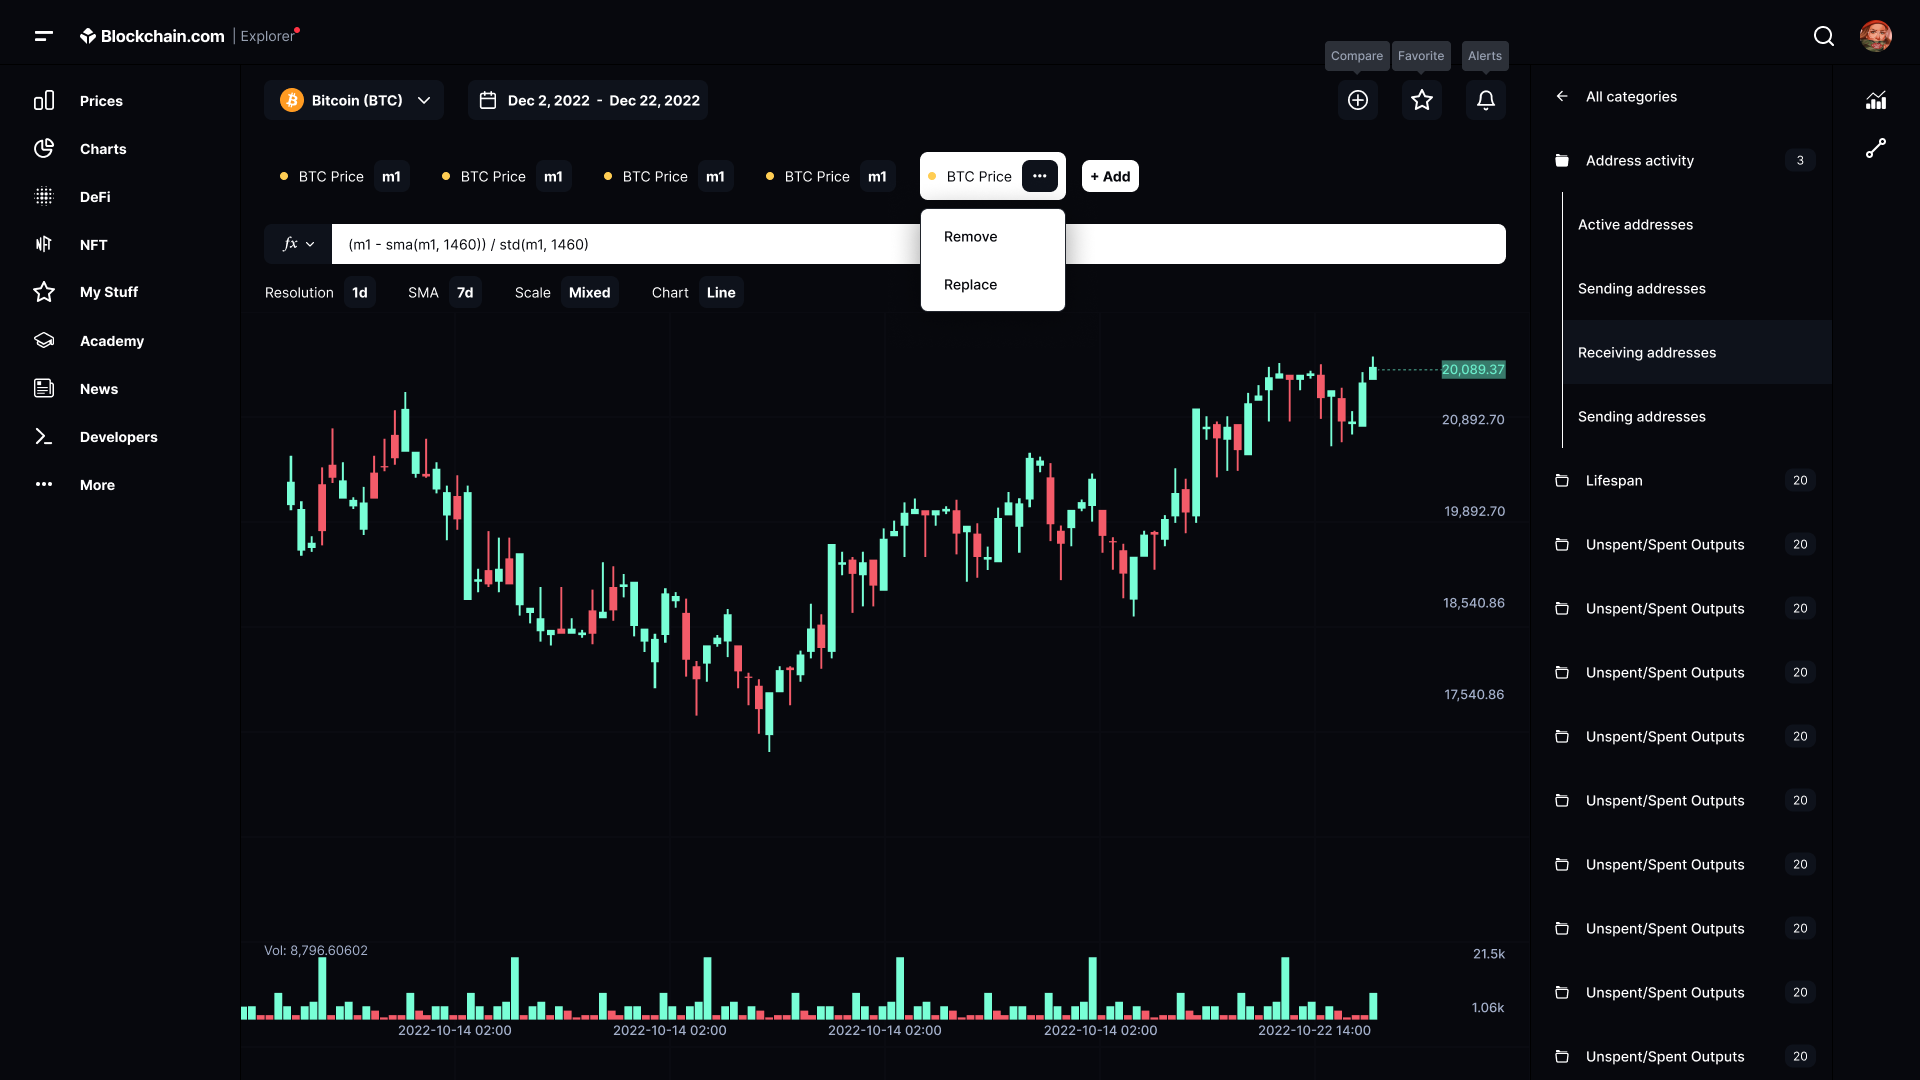 Blockchain.com | Explorer
Compare Favorite Alerts
Prices
Charts
DeFi
NFT
My Stuff
Academy
News
Developers
More
Bitcoin (BTC)
Dec 2, 2022 - Dec 22, 2022
BTC Price m1
BTC Price m1
BTC Price m1
BTC Price m1
BTC Price
+ Add
Remove
Replace
fx
(m1 - sma(m1, 1460)) / std(m1, 1460)
Resolution 1d
SMA 7d
Scale Mixed
Chart Line
20,089.37
20,892.70
19,892.70
18,540.86
17,540.86
Vol: 8,796.60602
21.5k
1.06k
2022-10-14 02:00
2022-10-14 02:00
2022-10-14 02:00
2022-10-14 02:00
2022-10-22 14:00
All categories
Address activity 3
Active addresses
Sending addresses
Receiving addresses
Sending addresses
Lifespan 20
Unspent/Spent Outputs 20
Unspent/Spent Outputs 20
Unspent/Spent Outputs 20
Unspent/Spent Outputs 20
Unspent/Spent Outputs 20
Unspent/Spent Outputs 20
Unspent/Spent Outputs 20
Unspent/Spent Outputs 20
Unspent/Spent Outputs 20